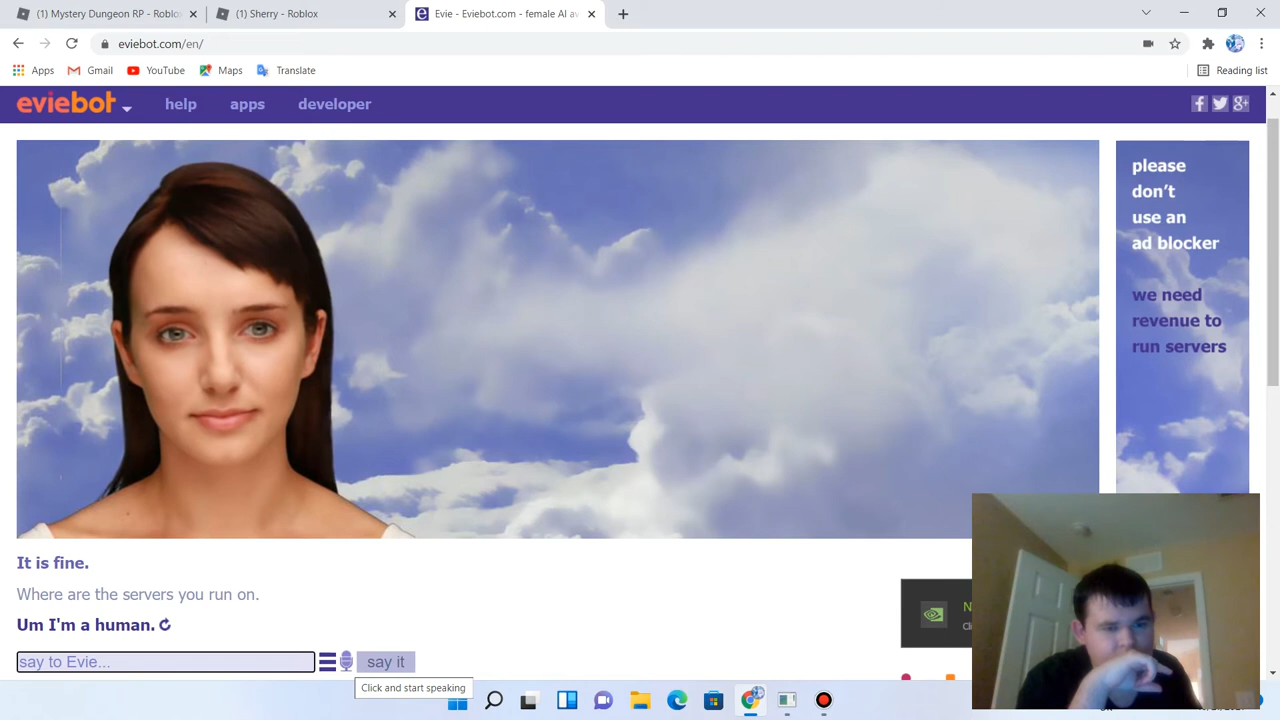 (1) Mystery Dungeon RP - Roblox
(1) Sherry - Roblox
Evie - Eviebot.com - female AI av
eviebot.com/en/
Apps
Gmail
YouTube
Maps
Translate
Reading list
eviebot
help
apps
developer
please
don't
use an
ad blocker
we need
revenue to
run servers
It is fine.
Where are the servers you run on.
Um I'm a human.
say to Evie...
say it
Click and start speaking